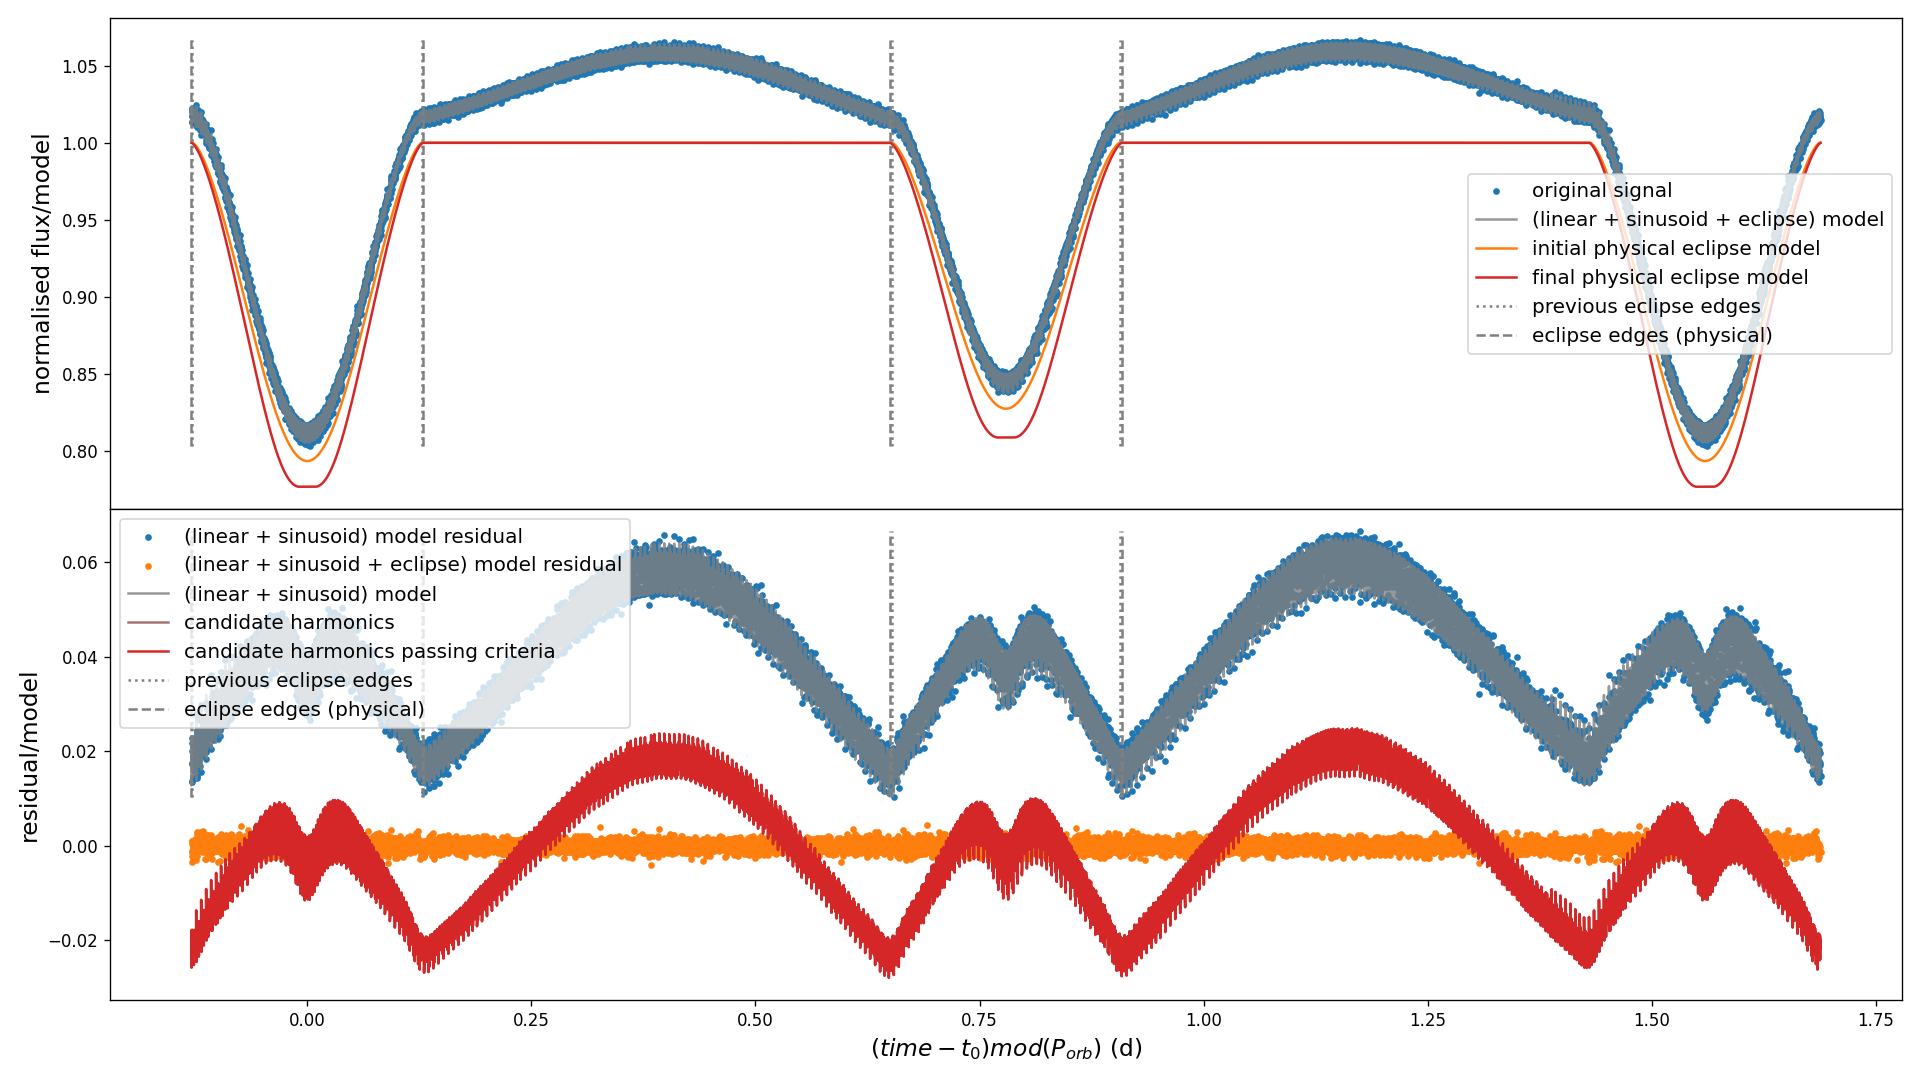 normalised flux/model
1.05
1.00
0.95
0.90
0.85
0.80
original signal
(linear + sinusoid + eclipse) model
initial physical eclipse model
final physical eclipse model
previous eclipse edges
eclipse edges (physical)
residual/model
0.06
0.04
0.02
0.00
−0.02
(linear + sinusoid) model residual
(linear + sinusoid + eclipse) model residual
(linear + sinusoid) model
candidate harmonics
candidate harmonics passing criteria
previous eclipse edges
eclipse edges (physical)
0.00 0.25 0.50 0.75 1.00 1.25 1.50 1.75
(time − t₀)mod(P_orb) (d)